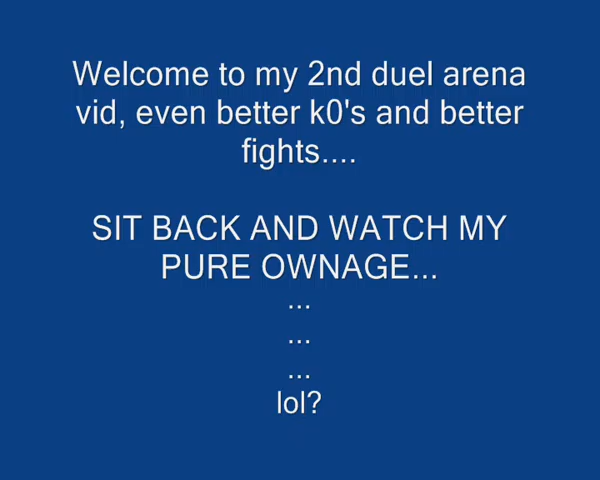 Welcome to my 2nd duel arena
vid, even better k0's and better
fights....
SIT BACK AND WATCH MY
PURE OWNAGE...
...
...
...
lol?